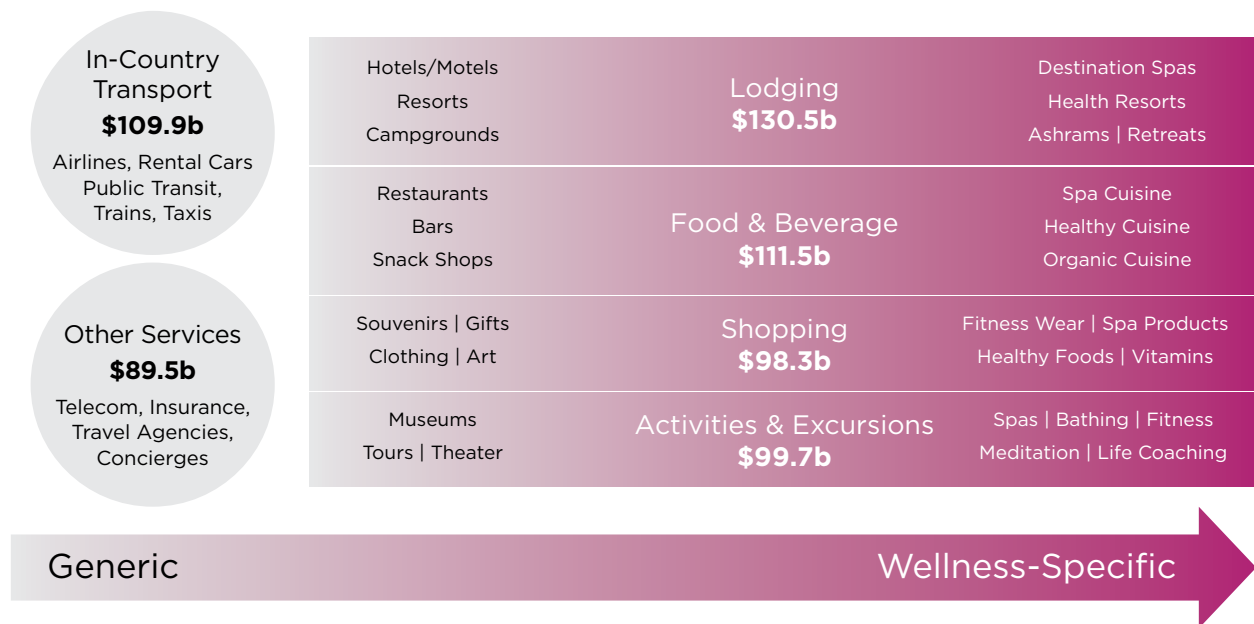 In-Country
Transport
$109.9b
Airlines, Rental Cars
Public Transit,
Trains, Taxis
Other Services
$89.5b
Telecom, Insurance,
Travel Agencies,
Concierges
Hotels/Motels
Resorts
Campgrounds
Lodging
$130.5b
Destination Spas
Health Resorts
Ashrams | Retreats
Restaurants
Bars
Snack Shops
Food & Beverage
$111.5b
Spa Cuisine
Healthy Cuisine
Organic Cuisine
Souvenirs | Gifts
Clothing | Art
Shopping
$98.3b
Fitness Wear | Spa Products
Healthy Foods | Vitamins
Museums
Tours | Theater
Activities & Excursions
$99.7b
Spas | Bathing | Fitness
Meditation | Life Coaching
Generic
Wellness-Specific